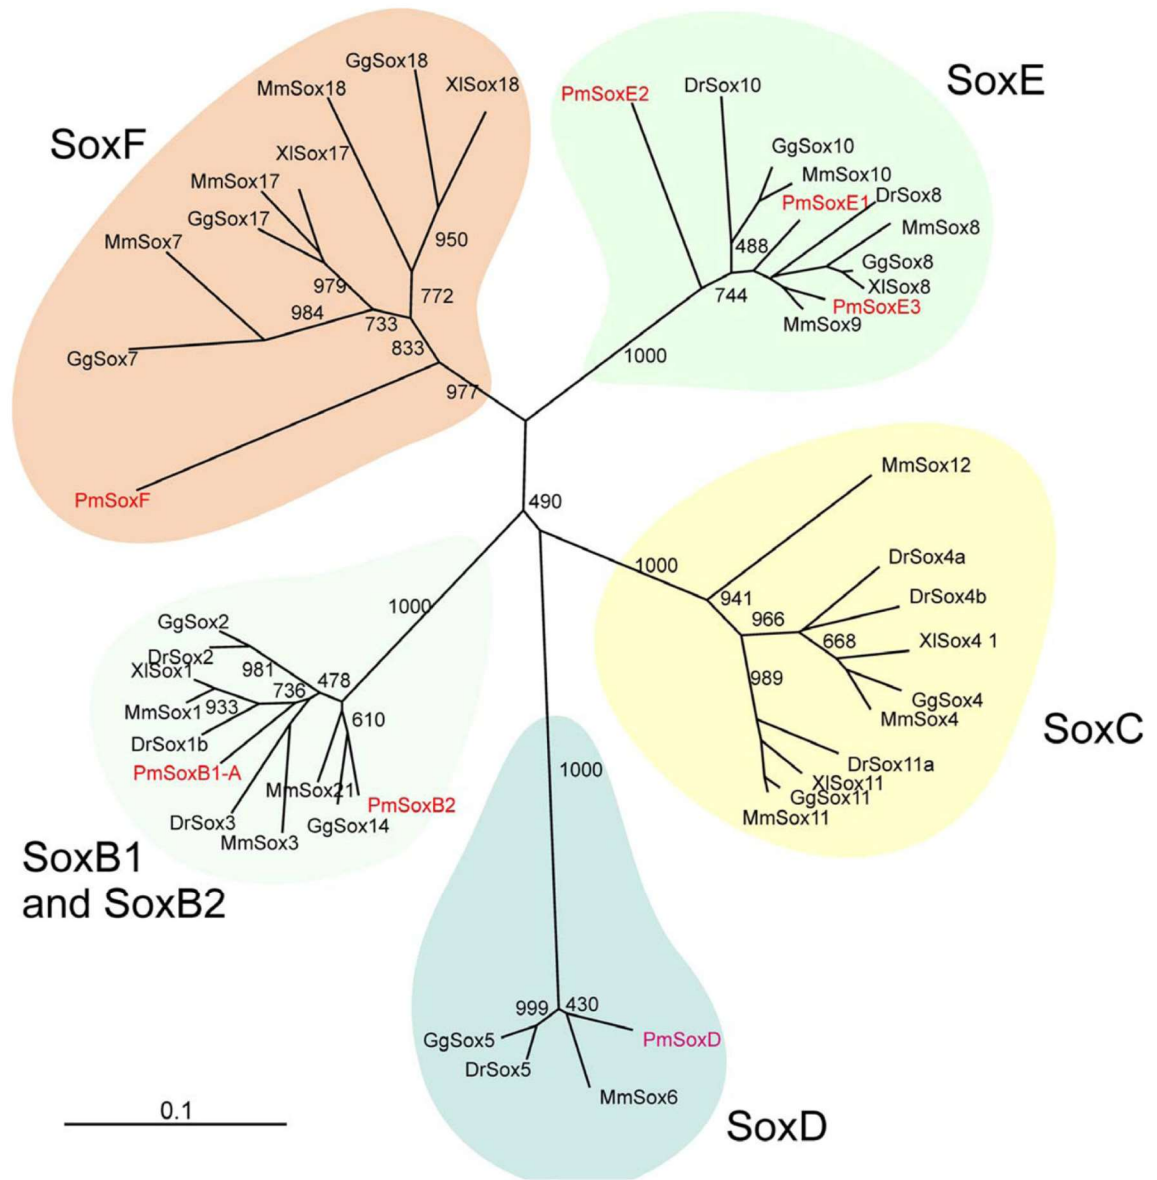 GgSox18
MmSox18
XlSox18
SoxF
XlSox17
MmSox17
GgSox17
MmSox7
950
979
772
984
733
GgSox7
833
977
PmSoxF
SoxE
PmSoxE2
DrSox10
GgSox10
MmSox10
PmSoxE1
DrSox8
MmSox8
488
GgSox8
XlSox8
744
PmSoxE3
MmSox9
1000
490
MmSox12
1000
941
DrSox4a
DrSox4b
966
668
XlSox4 1
989
GgSox4
MmSox4
SoxC
DrSox11a
XlSox11
GgSox11
MmSox11
1000
GgSox2
DrSox2
XlSox1
981
478
736
MmSox1
933
610
DrSox1b
PmSoxB1-A
MmSox21
PmSoxB2
DrSox3
GgSox14
MmSox3
SoxB1
and SoxB2
1000
999
430
GgSox5
PmSoxD
DrSox5
MmSox6
SoxD
0.1